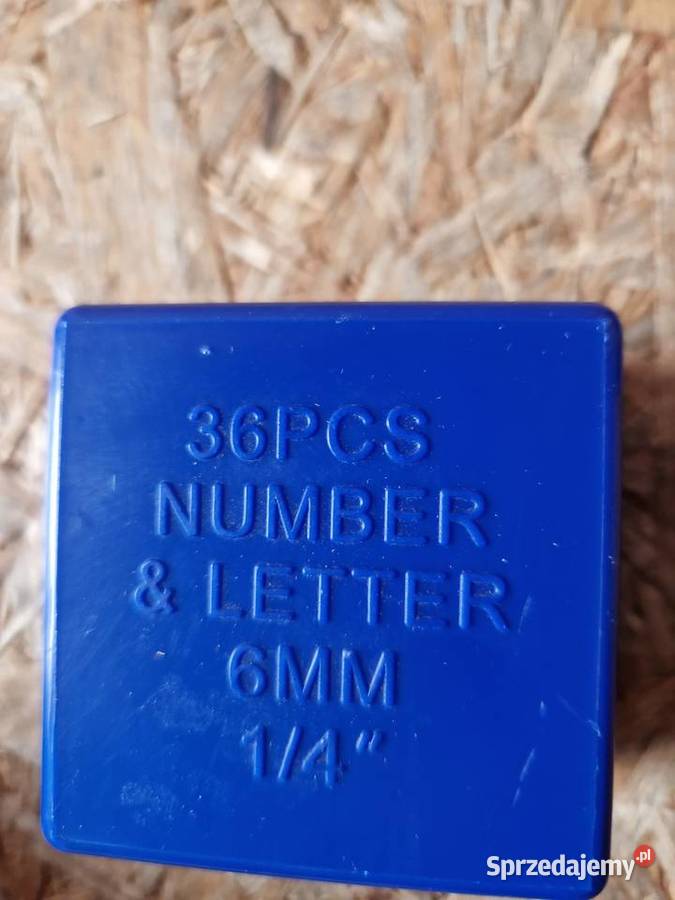 36PCS
NUMBER
& LETTER
6MM
1/4"
Sprzedajemy.pl